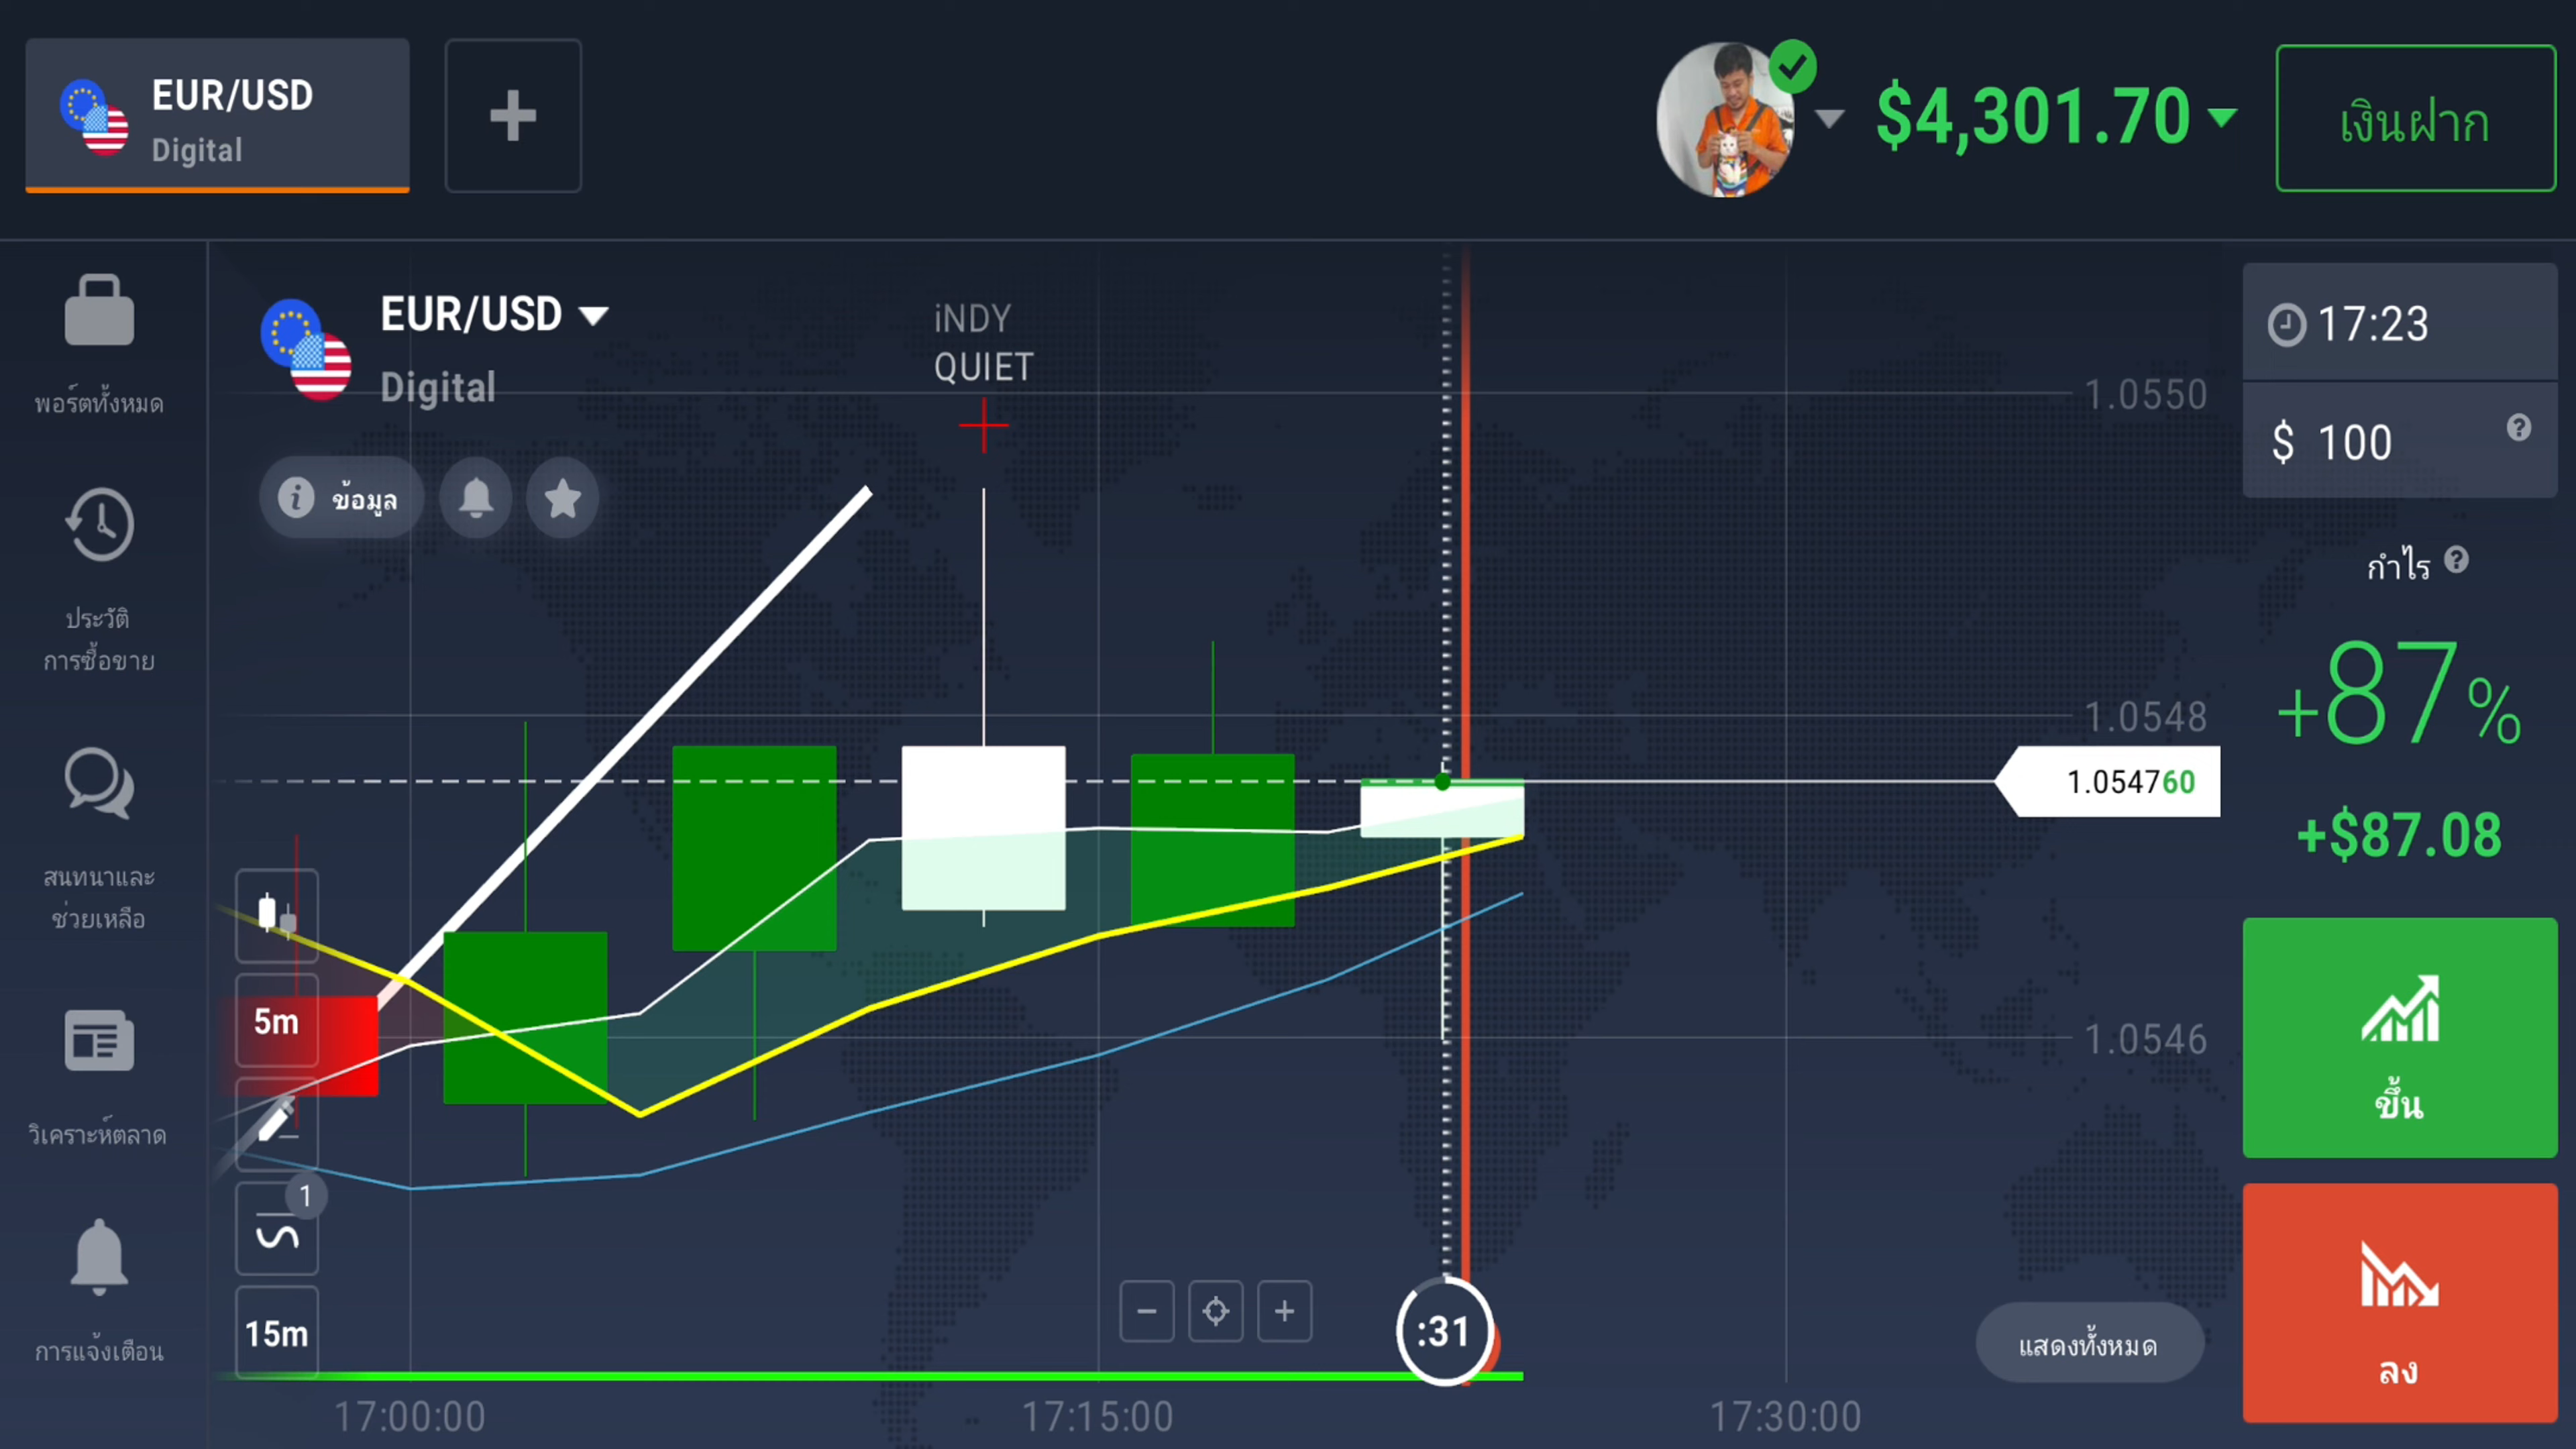 EUR/USD
Digital
+
$4,301.70
เงินฝาก
พอร์ตทั้งหมด
ประวัติ
การซื้อขาย
สนทนาและ
ช่วยเหลือ
วิเคราะห์ตลาด
การแจ้งเตือน
EUR/USD
Digital
ข้อมูล
iNDY
QUIET
5m
1
15m
:31
1.0550
1.0548
1.054760
1.0546
แสดงทั้งหมด
17:00:00
17:15:00
17:30:00
17:23
$ 100
?
กำไร ?
+87%
+$87.08
ขึ้น
ลง